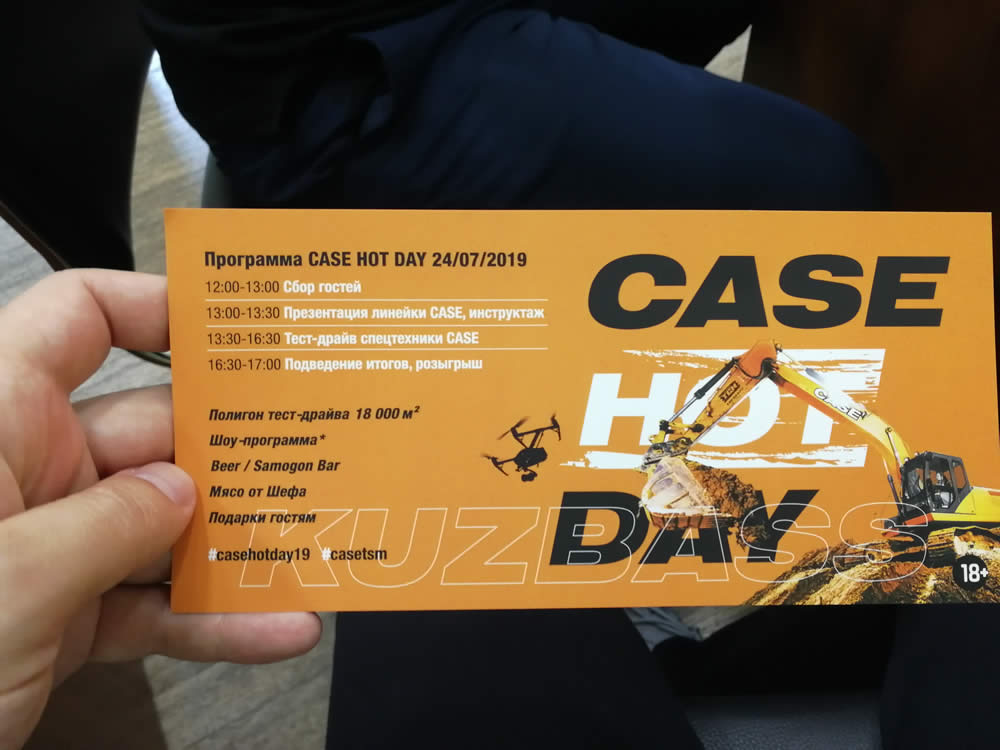 Программа CASE HOT DAY 24/07/2019
12:00-13:00 Сбор гостей
13:00-13:30 Презентация линейки CASE, инструктаж
13:30-16:30 Тест-драйв спецтехники CASE
16:30-17:00 Подведение итогов, розыгрыш
Полигон тест-драйва 18 000 м²
Шоу-программа*
Beer / Samogon Bar
Мясо от Шефа
Подарки гостям
#casehotday19 #casetsm
CASE
HOT
DAY
KUZBASS
CASE
18+